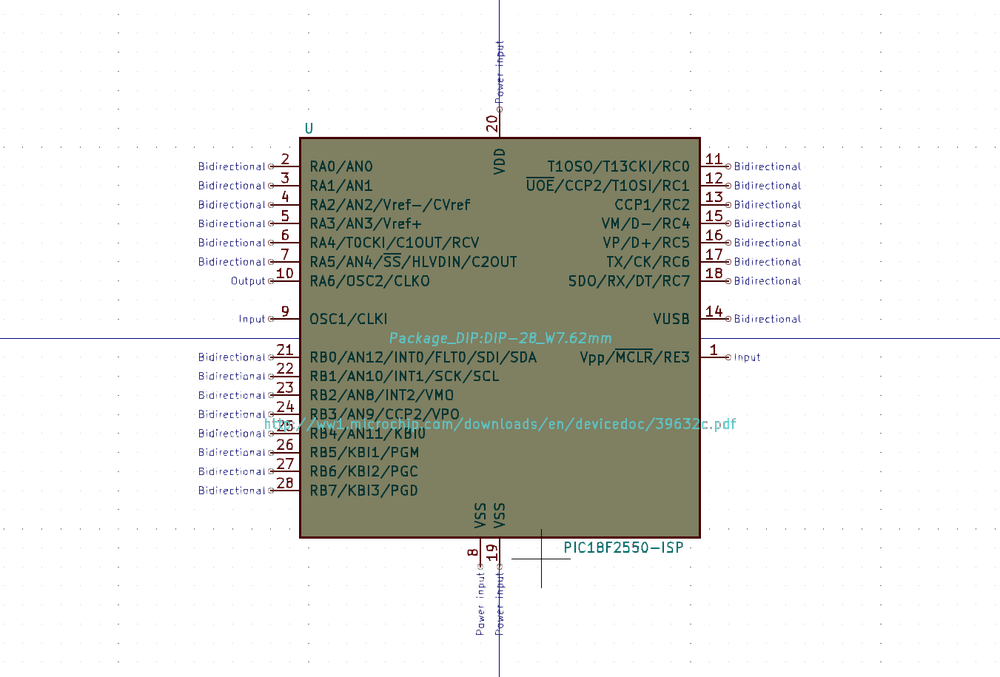 Power input
20
U
VDD
Bidirectional 2 RA0/AN0 T1OSO/T13CKI/RC0 11 Bidirectional
Bidirectional 3 RA1/AN1 UOE/CCP2/T1OSI/RC1 12 Bidirectional
Bidirectional 4 RA2/AN2/Vref-/CVref CCP1/RC2 13 Bidirectional
Bidirectional 5 RA3/AN3/Vref+ VM/D-/RC4 15 Bidirectional
Bidirectional 6 RA4/T0CKI/C1OUT/RCV VP/D+/RC5 16 Bidirectional
Bidirectional 7 RA5/AN4/SS/HLVDIN/C2OUT TX/CK/RC6 17 Bidirectional
Output 10 RA6/OSC2/CLKO SDO/RX/DT/RC7 18 Bidirectional
Input 9 OSC1/CLKI VUSB 14 Bidirectional
Package_DIP:DIP-28_W7.62mm
Bidirectional 21 RB0/AN12/INT0/FLT0/SDI/SDA Vpp/MCLR/RE3 1 Input
Bidirectional 22 RB1/AN10/INT1/SCK/SCL
Bidirectional 23 RB2/AN8/INT2/VMO
Bidirectional 24 RB3/AN9/CCP2/VPO
http://ww1.microchip.com/downloads/en/devicedoc/39632c.pdf
Bidirectional 25 RB4/AN11/KBI0
Bidirectional 26 RB5/KBI1/PGM
Bidirectional 27 RB6/KBI2/PGC
Bidirectional 28 RB7/KBI3/PGD
VSS VSS
8 19
PIC18F2550-ISP
Power input Power input